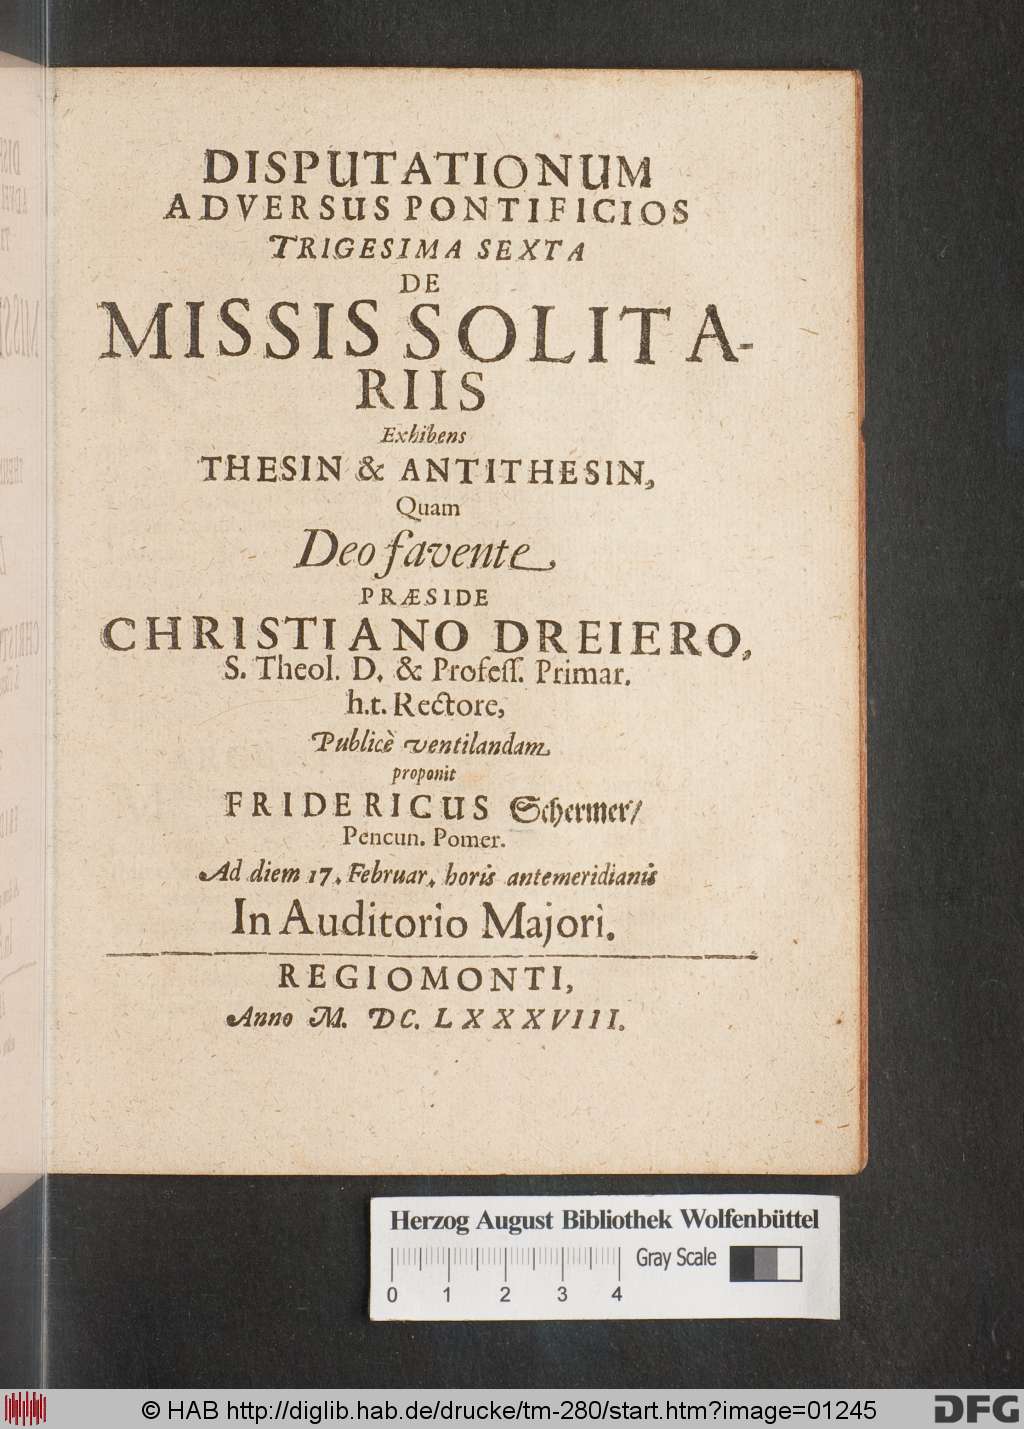 DISPUTATIONUM
ADVERSUS PONTIFICIOS
TRIGESIMA SEXTA
DE
MISSIS SOLITA-
RIIS
Exhibens
THESIN & ANTITHESIN,
Quam
Deo favente,
PRÆSIDE
CHRISTIANO DREIERO,
S. Theol. D. & Profeſſ. Primar.
h.t. Rectore,
Publicè ventilandam
proponit
FRIDERICUS Schermer/
Pencun. Pomer.
Ad diem 17. Februar. horis antemeridianis
In Auditorio Majori.
REGIOMONTI,
Anno M. DC. LXXXVIII.
Herzog August Bibliothek Wolfenbüttel
Gray Scale
0 1 2 3 4
© HAB http://diglib.hab.de/drucke/tm-280/start.htm?image=01245
DFG